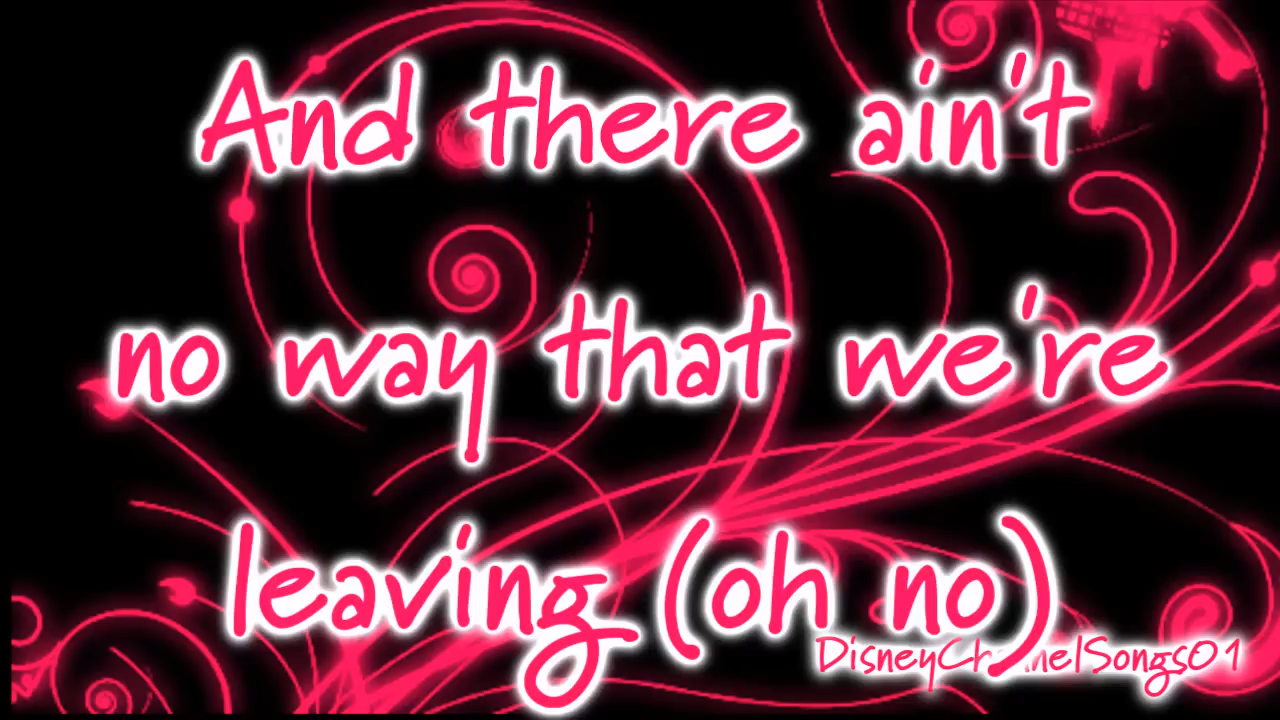 And there ain't
no way that we're
leaving (oh no)
DisneyChannelSongs01